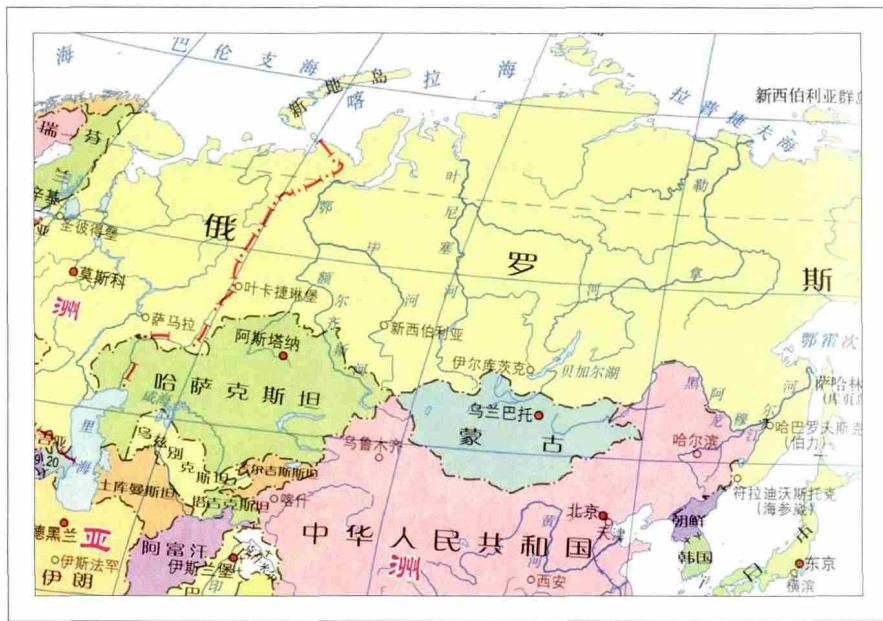 海
巴伦支海
新地岛
喀拉海
拉普捷夫海
新西伯利亚群岛
瑞
芬兰
辛基
圣彼得堡
莫斯科
俄罗斯
叶尼塞河
勒拿河
鄂毕河
额尔齐斯河
叶卡捷琳堡
萨马拉
新西伯利亚
伊尔库茨克
贝加尔湖
鄂霍次
萨哈林
(库页岛
阿斯塔纳
哈萨克斯坦
咸海
里海
乌兰巴托
蒙古
黑
阿穆尔河
龙
江
哈巴罗夫斯克
(伯力)
哈尔滨
符拉迪沃斯托克
(海参崴)
乌鲁木齐
乌兹别克斯坦
吉尔吉斯斯坦
土库曼斯坦
塔吉克斯坦
喀什
中华人民共和国
北京
天津
黄河
西安
朝鲜
韩国
日本
东京
横滨
德黑兰
亚洲
伊斯法罕
伊朗
阿富汗
伊斯兰堡
巴
印
洲